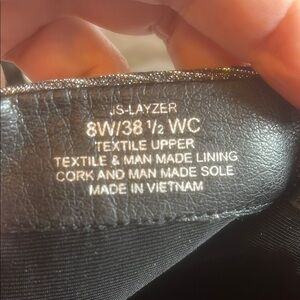 JS-LAYZER
8W/38 1/2 WC
TEXTILE UPPER
TEXTILE & MAN MADE LINING
CORK AND MAN MADE SOLE
MADE IN VIETNAM